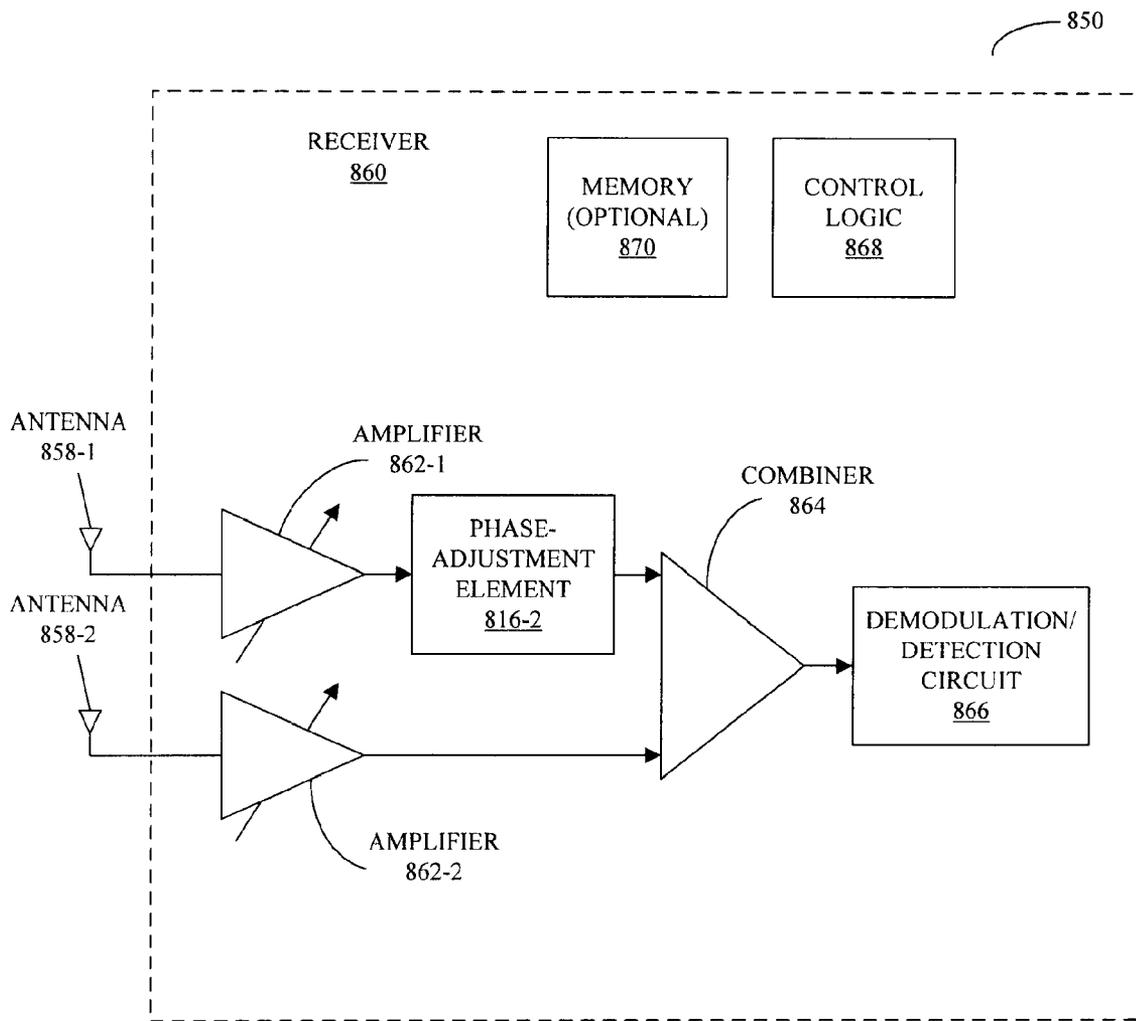 850
RECEIVER
860
MEMORY
(OPTIONAL)
870
CONTROL
LOGIC
868
ANTENNA
858-1
AMPLIFIER
862-1
COMBINER
864
PHASE-
ADJUSTMENT
ELEMENT
816-2
ANTENNA
858-2
DEMODULATION/
DETECTION
CIRCUIT
866
AMPLIFIER
862-2